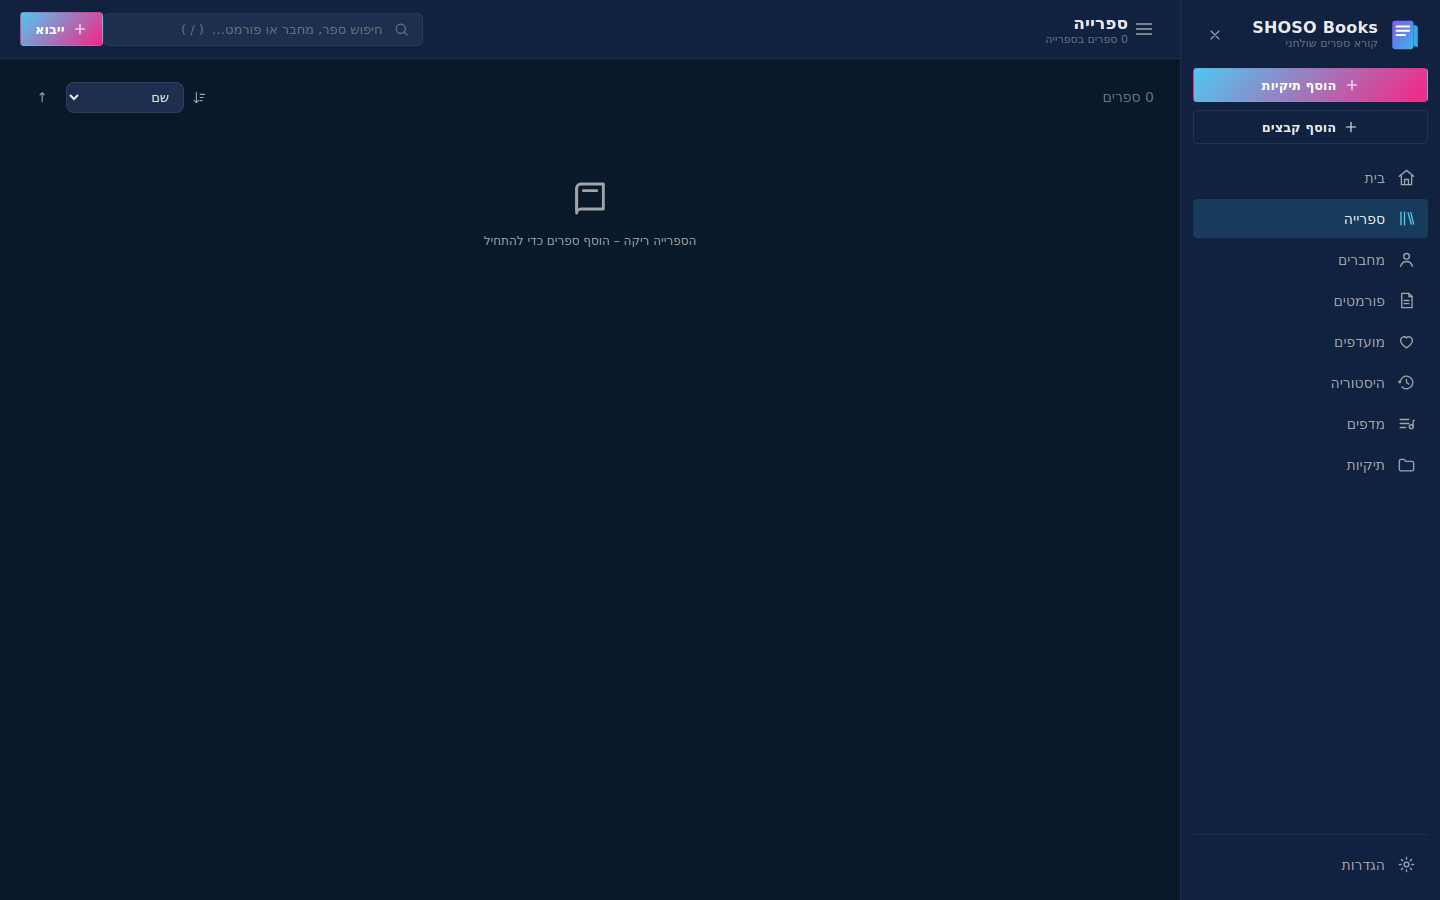 SHOSO Books
קורא ספרים שולחני
הוסף תיקיות
הוסף קבצים
בית
ספרייה
מחברים
פורמטים
מועדפים
היסטוריה
מדפים
תיקיות
הגדרות
ספרייה
0 ספרים בספרייה
חיפוש ספר, מחבר או פורמט... ( / )
ייבוא
0 ספרים
שם
↑
הספרייה ריקה – הוסף ספרים כדי להתחיל